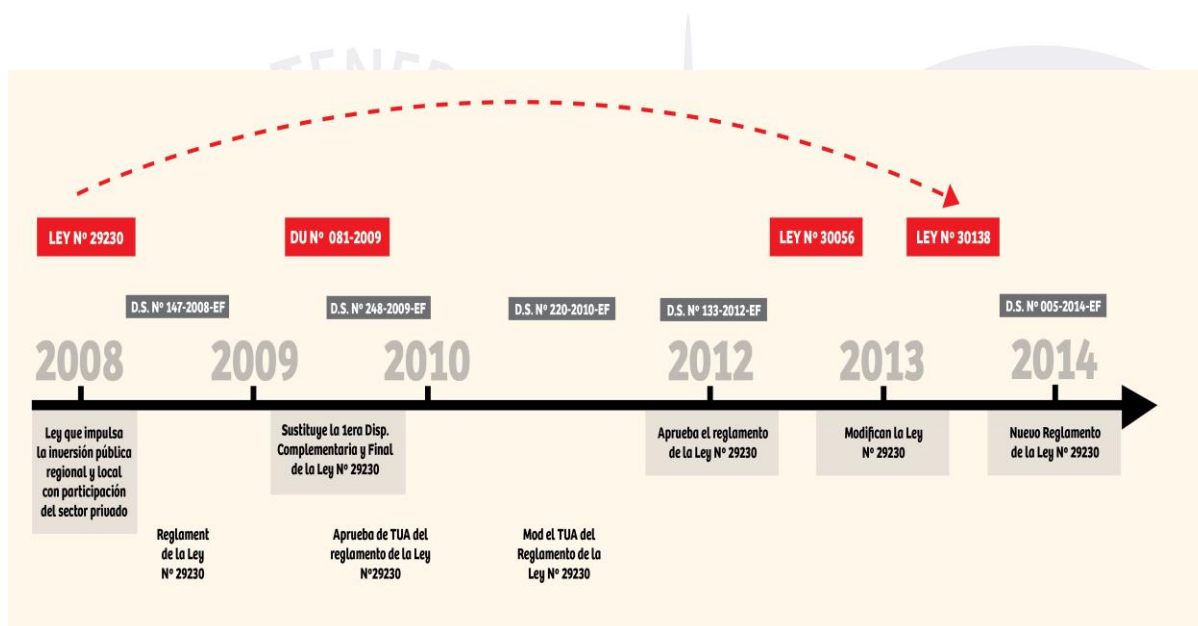 TENEB
LEY Nº 29230
DU Nº 081-2009
LEY Nº 30056
LEY Nº 30138
D.S. Nº 147-2008-EF
D.S. Nº 248-2009-EF
D.S. Nº 220-2010-EF
D.S. Nº 133-2012-EF
D.S. Nº 005-2014-EF
2008
2009
2010
2012
2013
2014
Ley que impulsa
la inversión pública
regional y local
con participación
del sector privado
Sustituye la 1era Disp.
Complementaria y Final
de la Ley Nº 29230
Aprueba el reglamento
de la Ley Nº 29230
Modifican la Ley
Nº 29230
Nuevo Reglamento
de la Ley Nº 29230
Reglament
de la Ley
Nº 29230
Aprueba de TUA del
reglamento de la Ley
Nº29230
Mod el TUA del
Reglamento de la
Ley Nº 29230